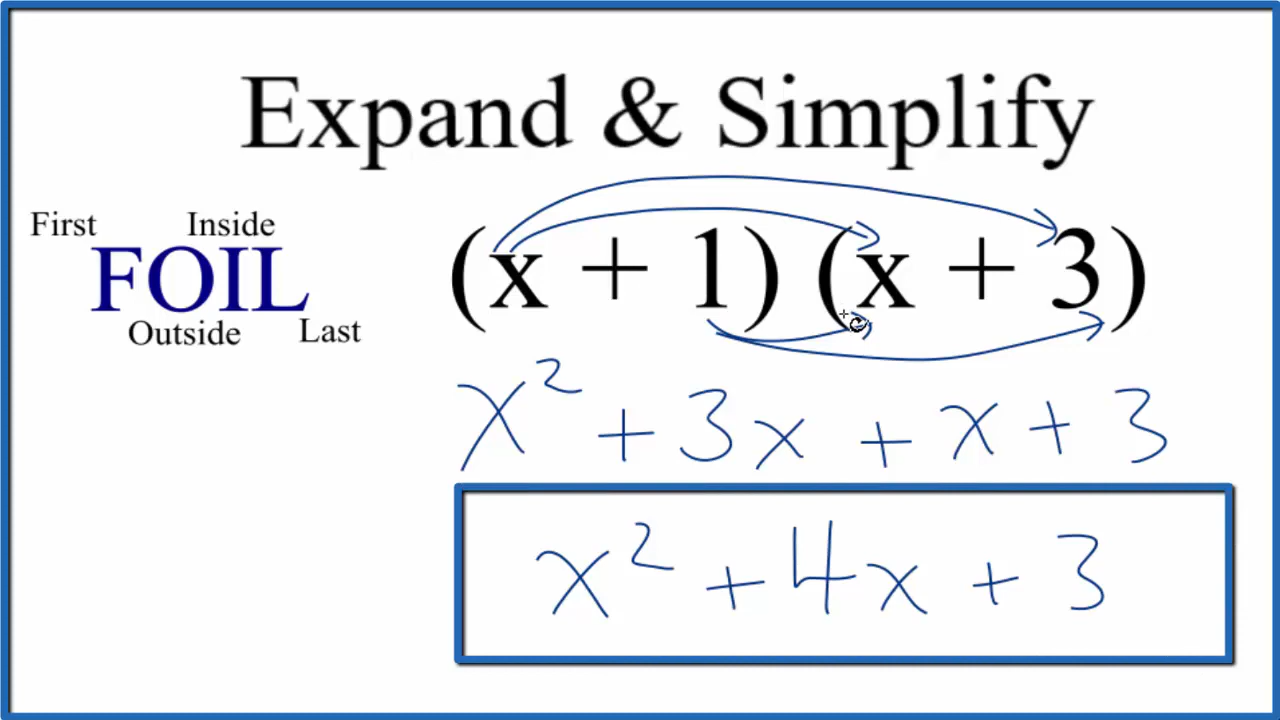 Expand & Simplify
First Inside
FOIL
Outside Last
(x + 1) (x + 3)
x² + 3x + x + 3
x² + 4x + 3